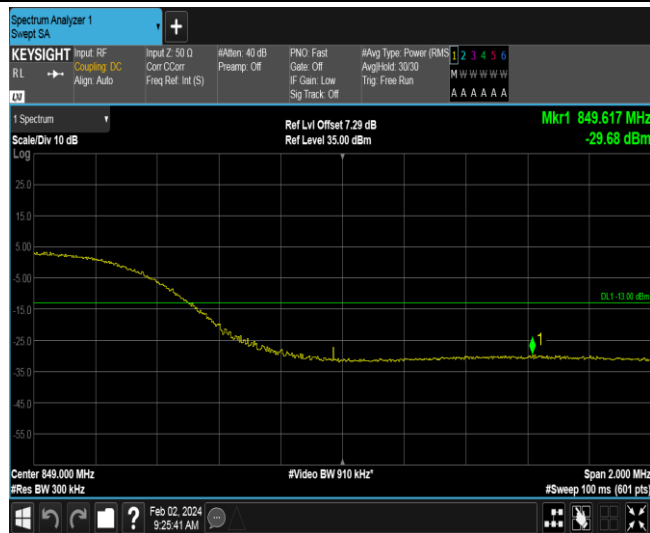 Spectrum Analyzer 1
Swept SA
+
KEYSIGHT
RL
LXI
Input: RF
Coupling: DC
Align: Auto
Input Z: 50 Ω
Corr CCorr
Freq Ref: Int (S)
#Atten: 40 dB
Preamp: Off
PNO: Fast
Gate: Off
IF Gain: Low
Sig Track: Off
#Avg Type: Power (RMS
Avg|Hold: 30/30
Trig: Free Run
1 2 3 4 5 6
M W W W W W
A A A A A A
1 Spectrum
Scale/Div 10 dB
Log
Ref Lvl Offset 7.29 dB
Ref Level 35.00 dBm
Mkr1 849.617 MHz
-29.68 dBm
25.0
15.0
5.00
-5.00
DL1 -13.00 dBm
-15.0
-25.0
1
-35.0
-45.0
-55.0
Center 849.000 MHz
#Video BW 910 kHz*
Span 2.000 MHz
#Res BW 300 kHz
#Sweep 100 ms (601 pts)
?
Feb 02, 2024
9:25:41 AM